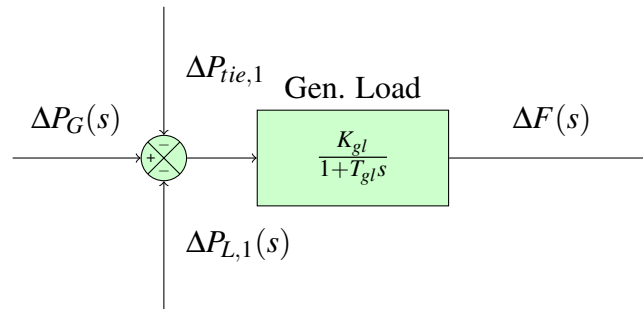 ΔP_{tie,1}
Gen. Load
ΔP_G(s)
ΔF(s)
−
+
−
K_{gl}
1+T_{gl}s
ΔP_{L,1}(s)